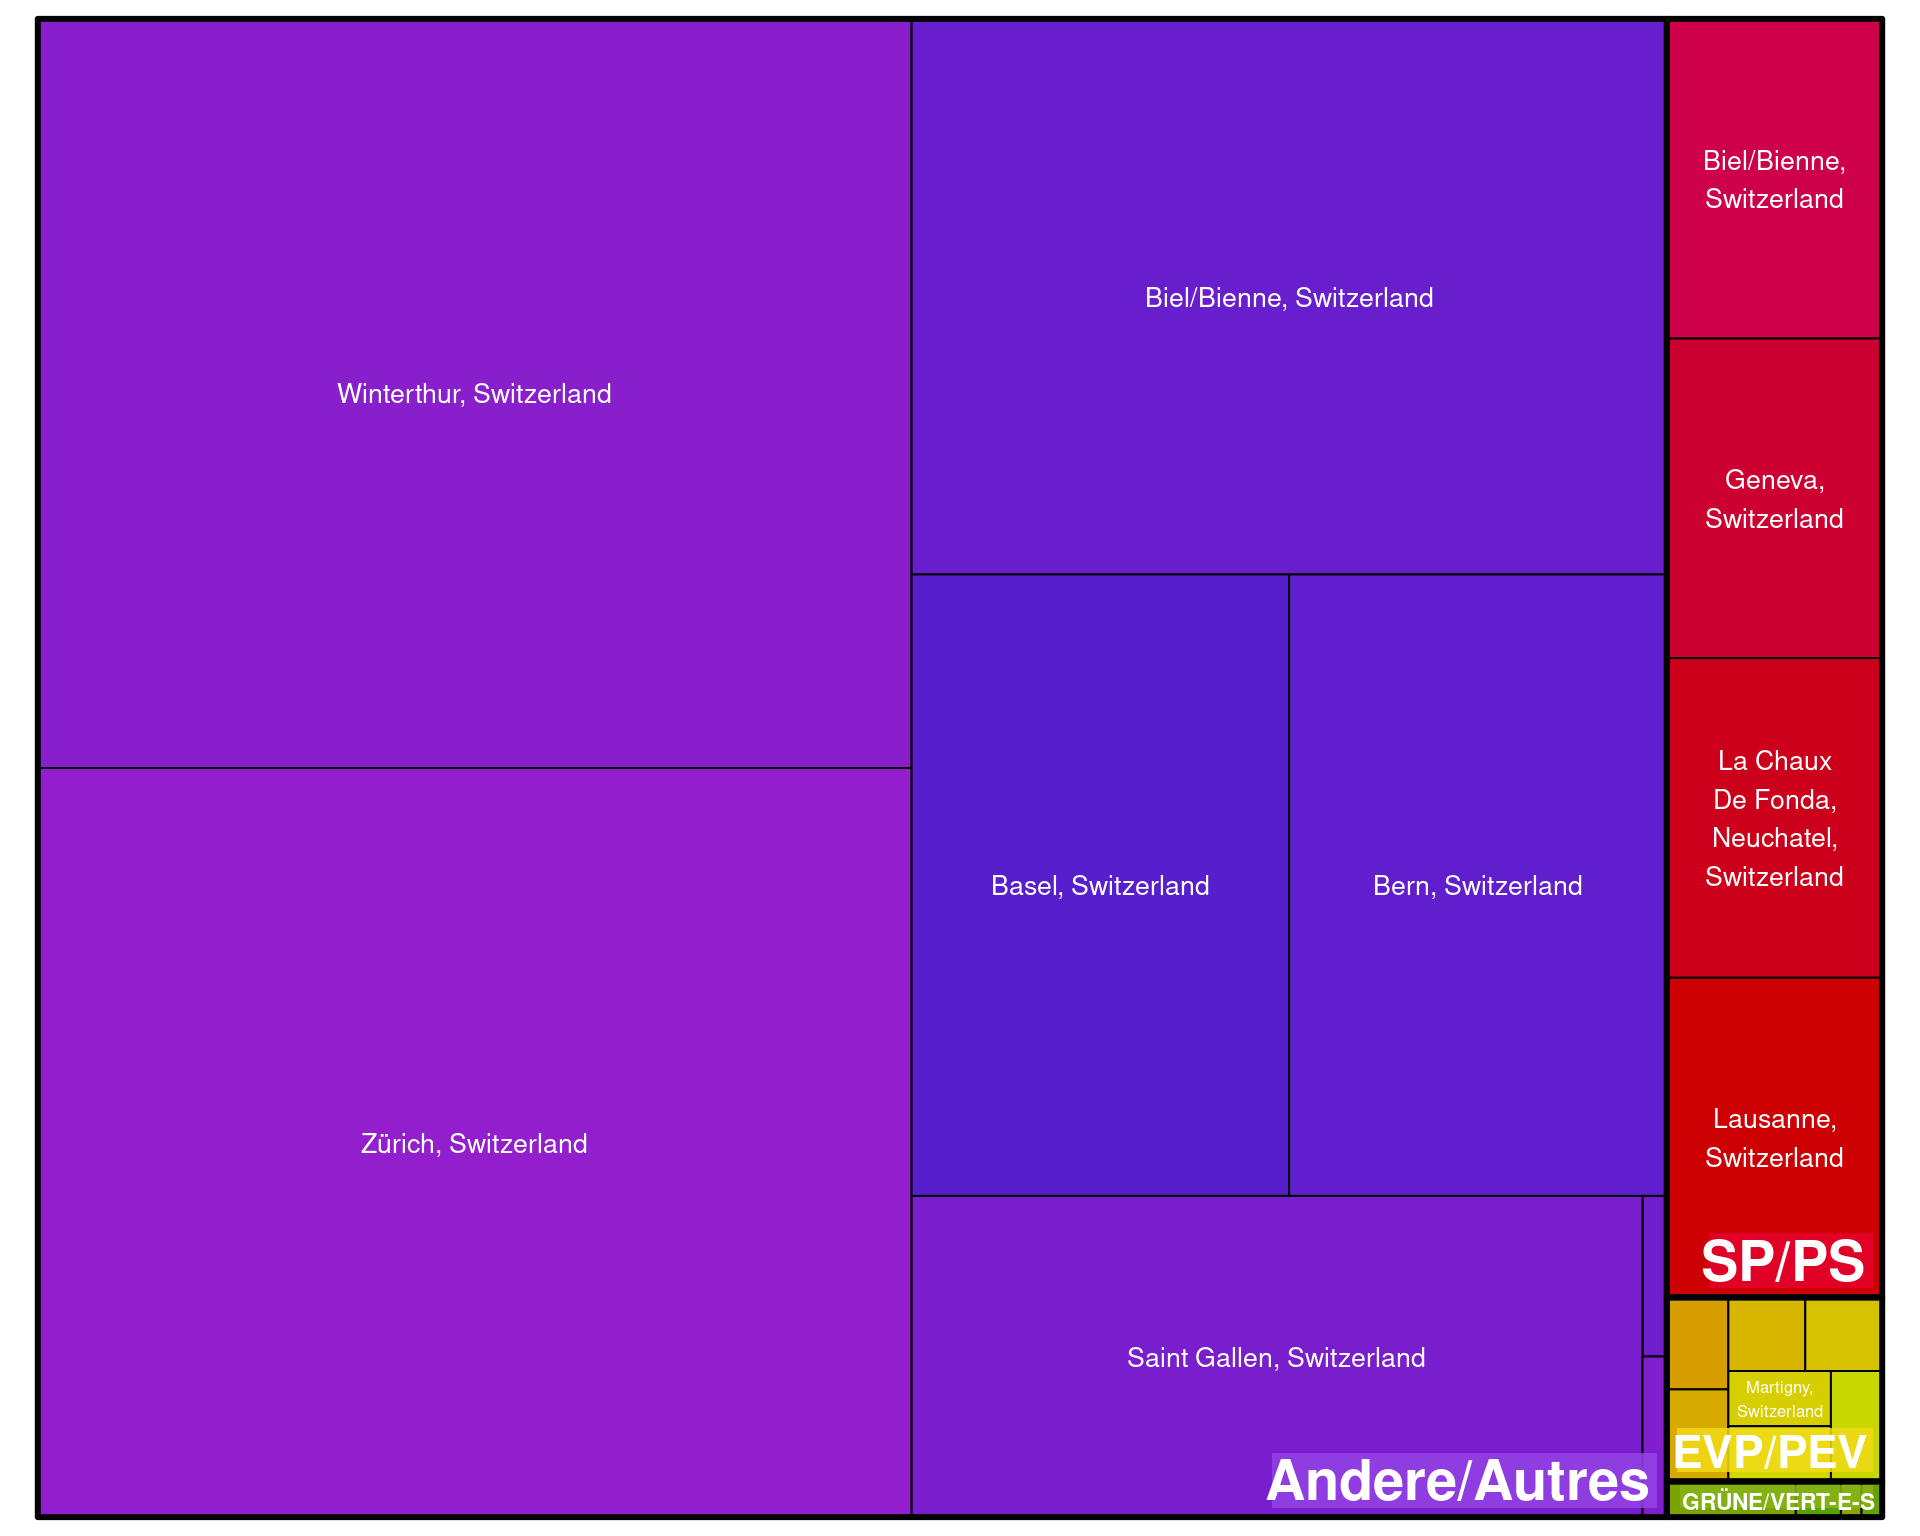 Winterthur, Switzerland
Zürich, Switzerland
Biel/Bienne, Switzerland
Basel, Switzerland
Bern, Switzerland
Saint Gallen, Switzerland
Andere/Autres
Biel/Bienne,
Switzerland
Geneva,
Switzerland
La Chaux
De Fonda,
Neuchatel,
Switzerland
Lausanne,
Switzerland
SP/PS
Martigny,
Switzerland
EVP/PEV
GRÜNE/VERT-E-S